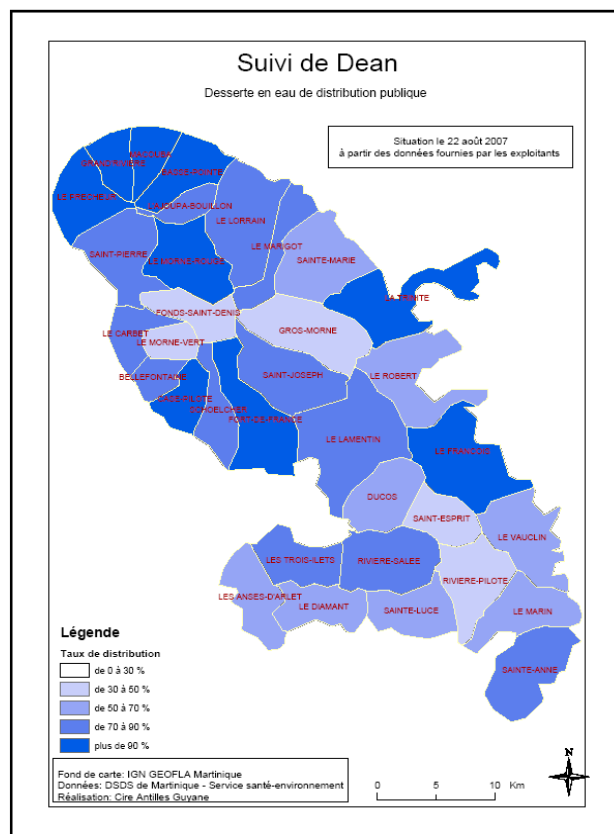 Suivi de Dean
Desserte en eau de distribution publique
Situation le 22 août 2007
à partir des données fournies par les exploitants
MACOUBA
GRAND'RIVIERE
BASSE-POINTE
LE PRECHEUR
L'AJOUPA-BOUILLON
LE LORRAIN
LE MARIGOT
SAINT-PIERRE
LE MORNE-ROUGE
SAINTE-MARIE
LA TRINITE
FONDS-SAINT-DENIS
LE CARBET
LE MORNE-VERT
GROS-MORNE
BELLEFONTAINE
SAINT-JOSEPH
LE ROBERT
CASE-PILOTE
SCHOELCHER
FORT-DE-FRANCE
LE LAMENTIN
LE FRANCOIS
DUCOS
SAINT-ESPRIT
LE VAUCLIN
LES TROIS-ILETS
RIVIERE-SALEE
RIVIERE-PILOTE
LES ANSES-D'ARLET
LE DIAMANT
SAINTE-LUCE
LE MARIN
SAINTE-ANNE
Légende
Taux de distribution
de 0 à 30 %
de 30 à 50 %
de 50 à 70 %
de 70 à 90 %
plus de 90 %
Fond de carte: IGN GEOFLA Martinique
Données: DSDS de Martinique - Service santé-environnement
Réalisation: Cire Antilles Guyane
0 5 10 Km
N